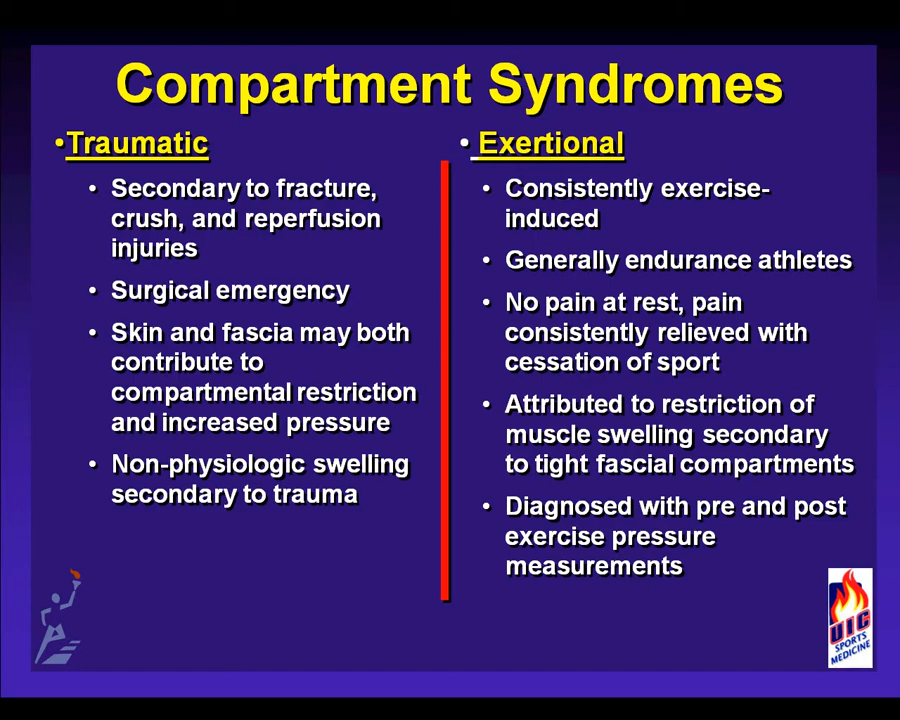 Compartment Syndromes
•Traumatic
• Secondary to fracture,
crush, and reperfusion
injuries
• Surgical emergency
• Skin and fascia may both
contribute to
compartmental restriction
and increased pressure
• Non-physiologic swelling
secondary to trauma
• Exertional
• Consistently exercise-
induced
• Generally endurance athletes
• No pain at rest, pain
consistently relieved with
cessation of sport
• Attributed to restriction of
muscle swelling secondary
to tight fascial compartments
• Diagnosed with pre and post
exercise pressure
measurements
UIC
SPORTS
MEDICINE